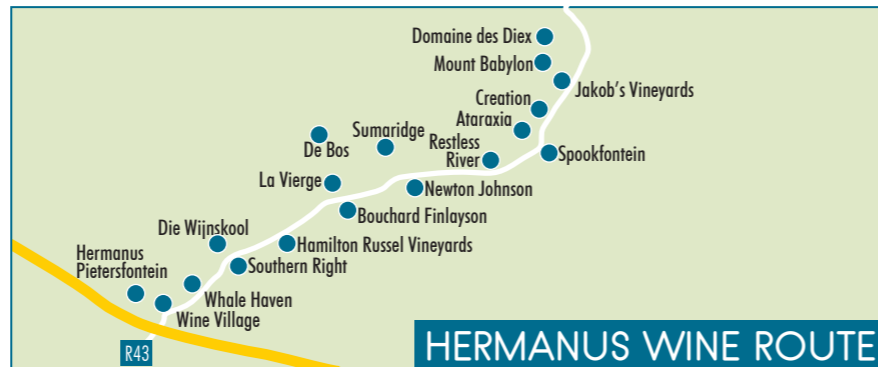 Domaine des Diex
Mount Babylon
Jakob's Vineyards
Creation
Ataraxia
Sumaridge
Restless
River
De Bos
Spookfontein
La Vierge
Newton Johnson
Bouchard Finlayson
Die Wijnskool
Hamilton Russel Vineyards
Hermanus
Pietersfontein
Southern Right
Whale Haven
Wine Village
R43
HERMANUS WINE ROUTE